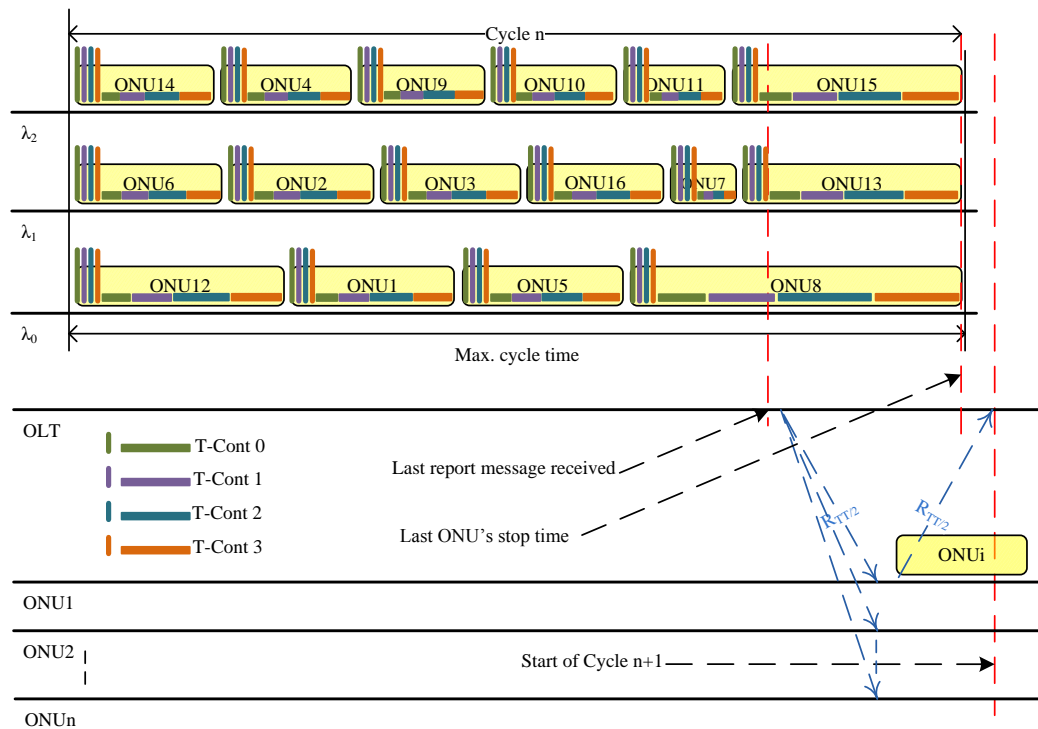 Cycle n
ONU14 ONU4 ONU9 ONU10 ONU11 ONU15
λ2
ONU6 ONU2 ONU3 ONU16 ONU7 ONU13
λ1
ONU12 ONU1 ONU5 ONU8
λ0
Max. cycle time
OLT
T-Cont 0
T-Cont 1
T-Cont 2
T-Cont 3
Last report message received
Last ONU's stop time
RTT/2
RTT/2
ONUi
ONU1
ONU2
Start of Cycle n+1
ONUn